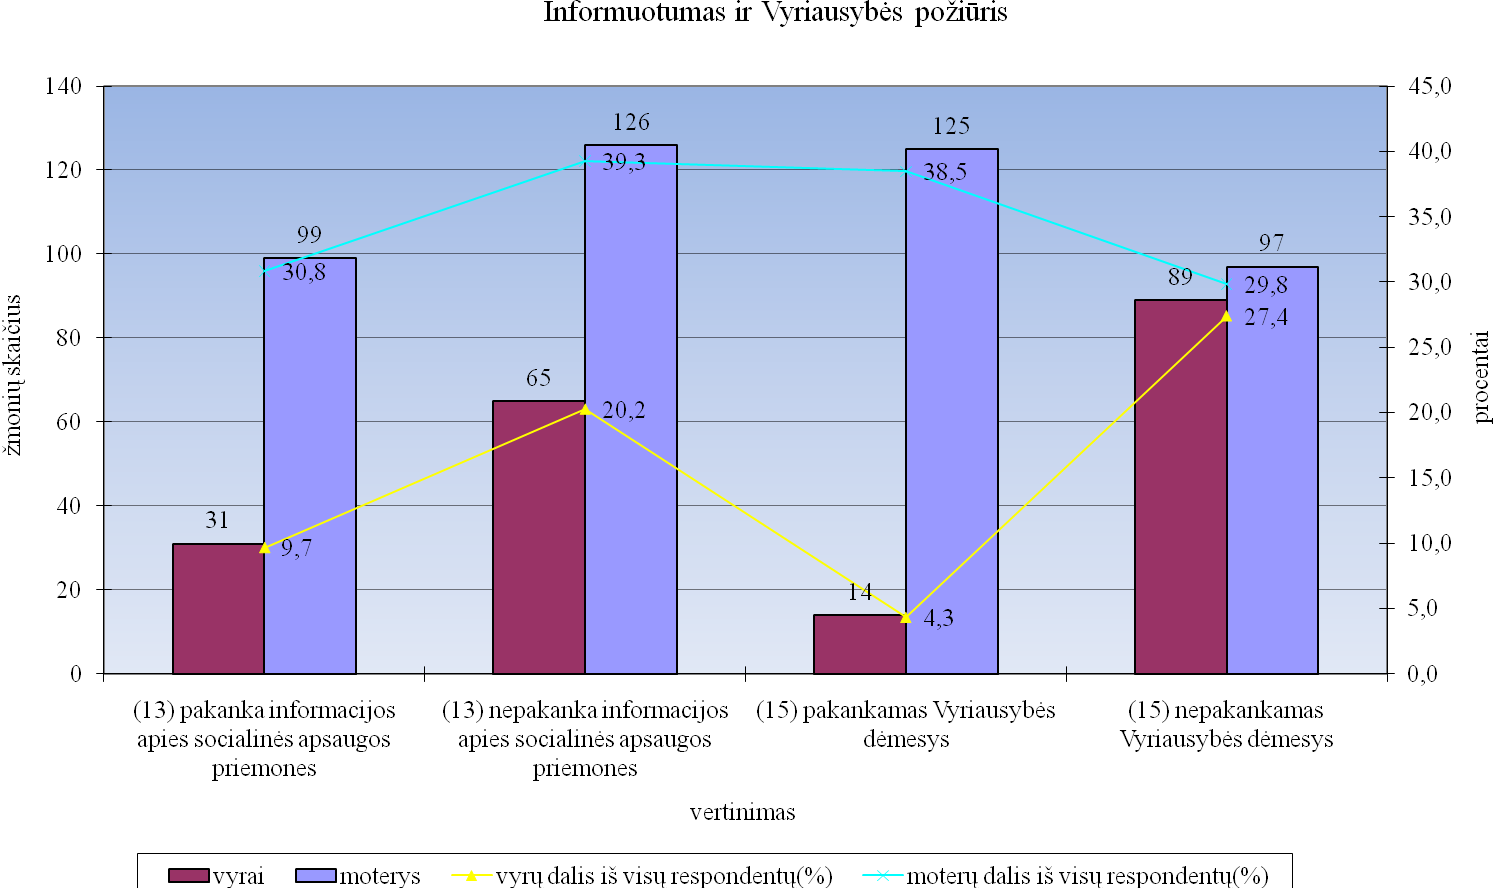 Informuotumas ir Vyriausybės požiūris
140
120
100
80
60
40
20
0
žmonių skaičius
45,0
40,0
35,0
30,0
25,0
20,0
15,0
10,0
5,0
0,0
procentai
99
30,8
31
9,7
126
39,3
65
20,2
125
38,5
14
4,3
97
89
29,8
27,4
(13) pakanka informacijos
apies socialinės apsaugos
priemones
(13) nepakanka informacijos
apies socialinės apsaugos
priemones
(15) pakankamas Vyriausybės
dėmesys
(15) nepakankamas
Vyriausybės dėmesys
vertinimas
vyrai moterys vyrų dalis iš visų respondentų(%) moterų dalis iš visų respondentų(%)